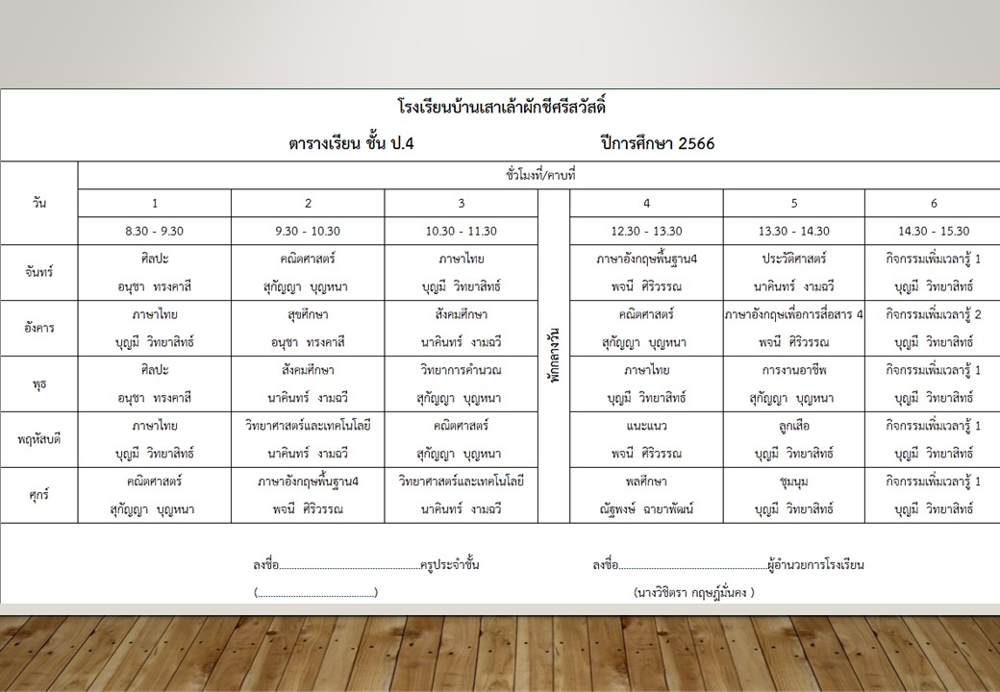 โรงเรียนบ้านเสาเล้าผักชีศรีสวัสดิ์
ตารางเรียน ชั้น ป.4 ปีการศึกษา 2566
วัน ชั่วโมงที่/คาบที่
1 2 3 พักกลางวัน 4 5 6
8.30 - 9.30 9.30 - 10.30 10.30 - 11.30 12.30 - 13.30 13.30 - 14.30 14.30 - 15.30
จันทร์ ศิลปะ คณิตศาสตร์ ภาษาไทย ภาษาอังกฤษพื้นฐาน4 ประวัติศาสตร์ กิจกรรมเพิ่มเวลารู้ 1
อนุชา ทรงคาสี สุกัญญา บุญหนา บุญมี วิทยาสิทธ์ พจนี ศิริวรรณ นาคินทร์ งามฉวี บุญมี วิทยาสิทธ์
อังคาร ภาษาไทย สุขศึกษา สังคมศึกษา คณิตศาสตร์ ภาษาอังกฤษเพื่อการสื่อสาร 4 กิจกรรมเพิ่มเวลารู้ 2
บุญมี วิทยาสิทธ์ อนุชา ทรงคาสี นาคินทร์ งามฉวี สุกัญญา บุญหนา พจนี ศิริวรรณ บุญมี วิทยาสิทธ์
พุธ ศิลปะ สังคมศึกษา วิทยาการคำนวณ ภาษาไทย การงานอาชีพ กิจกรรมเพิ่มเวลารู้ 1
อนุชา ทรงคาสี นาคินทร์ งามฉวี สุกัญญา บุญหนา บุญมี วิทยาสิทธ์ สุกัญญา บุญหนา บุญมี วิทยาสิทธ์
พฤหัสบดี ภาษาไทย วิทยาศาสตร์และเทคโนโลยี คณิตศาสตร์ แนะแนว ลูกเสือ กิจกรรมเพิ่มเวลารู้ 1
บุญมี วิทยาสิทธ์ นาคินทร์ งามฉวี สุกัญญา บุญหนา พจนี ศิริวรรณ บุญมี วิทยาสิทธ์ บุญมี วิทยาสิทธ์
ศุกร์ คณิตศาสตร์ ภาษาอังกฤษพื้นฐาน4 วิทยาศาสตร์และเทคโนโลยี พลศึกษา ชุมนุม กิจกรรมเพิ่มเวลารู้ 1
สุกัญญา บุญหนา พจนี ศิริวรรณ นาคินทร์ งามฉวี ณัฐพงษ์ ฉายาพัฒน์ บุญมี วิทยาสิทธ์ บุญมี วิทยาสิทธ์
ลงชื่อ................................................ครูประจำชั้น ลงชื่อ...................................................ผู้อำนวยการโรงเรียน
(........................................) (นางวิชิตรา กฤษฎ์มั่นคง )